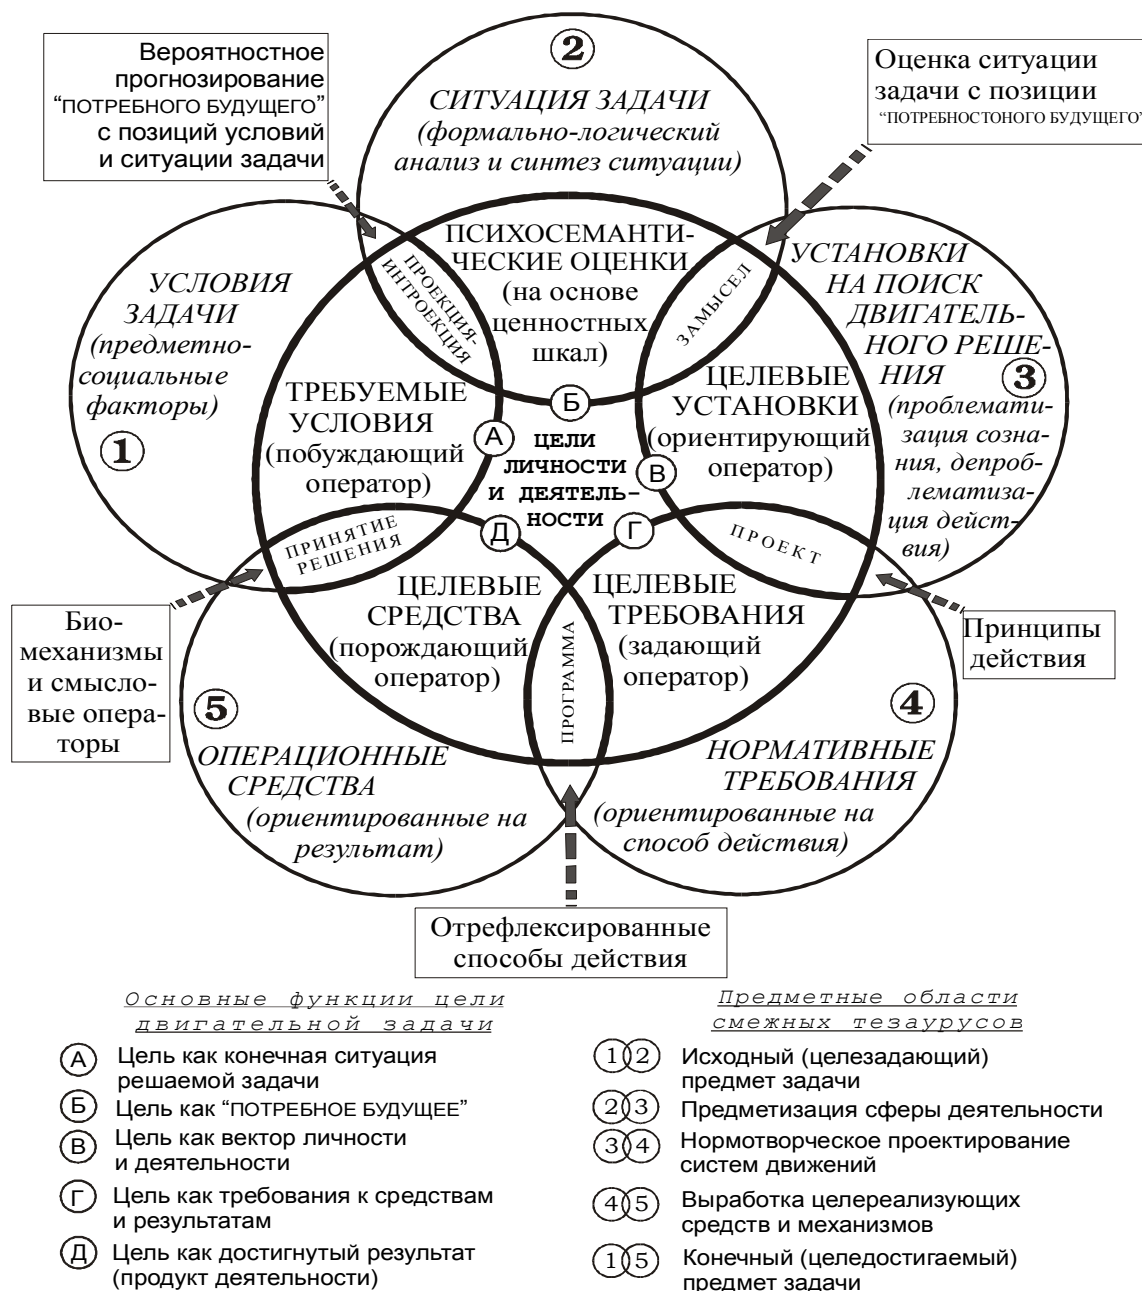 Вероятностное
прогнозирование
“ПОТРЕБНОГО БУДУЩЕГО”
с позиций условий
и ситуации задачи
2
СИТУАЦИЯ ЗАДАЧИ
(формально-логический
анализ и синтез ситуации)
Оценка ситуации
задачи с позиции
“ПОТРЕБНОСТОНОГО БУДУЩЕГО”
УСЛОВИЯ
ЗАДАЧИ
(предметно-
социальные
факторы)
1
ПРОЕКЦИЯ-
ИНТРОЕКЦИЯ
ПСИХОСЕМАНТИ-
ЧЕСКИЕ ОЦЕНКИ
(на основе
ценностных
шкал)
ЗАМЫСЕЛ
УСТАНОВКИ
НА ПОИСК
ДВИГАТЕЛЬ-
НОГО РЕШЕ-
НИЯ
3
(проблемати-
зация созна-
ния, депроб-
лематиза-
ция дейст-
вия)
ТРЕБУЕМЫЕ
УСЛОВИЯ
(побуждающий
оператор)
А
Б
ЦЕЛИ
ЛИЧНОСТИ
И ДЕЯТЕЛЬ-
НОСТИ
В
ЦЕЛЕВЫЕ
УСТАНОВКИ
(ориентирующий
оператор)
Д
Г
ПРИНЯТИЕ
РЕШЕНИЯ
ПРОЕКТ
ЦЕЛЕВЫЕ
СРЕДСТВА
(порождающий
оператор)
ПРОГРАММА
ЦЕЛЕВЫЕ
ТРЕБОВАНИЯ
(задающий
оператор)
Био-
механизмы
и смысло-
вые опера-
торы
Принципы
действия
5
ОПЕРАЦИОННЫЕ
СРЕДСТВА
(ориентированные на
результат)
4
НОРМАТИВНЫЕ
ТРЕБОВАНИЯ
(ориентированные на
способ действия)
Отрефлексированные
способы действия
Основные функции цели
двигательной задачи
А Цель как конечная ситуация
решаемой задачи
Б Цель как “ПОТРЕБНОЕ БУДУЩЕЕ”
В Цель как вектор личности
и деятельности
Г Цель как требования к средствам
и результатам
Д Цель как достигнутый результат
(продукт деятельности)
Предметные области
смежных тезаурусов
1 2 Исходный (целезадающий)
предмет задачи
2 3 Предметизация сферы деятельности
3 4 Нормотворческое проектирование
систем движений
4 5 Выработка целереализующих
средств и механизмов
1 5 Конечный (целедостигаемый)
предмет задачи